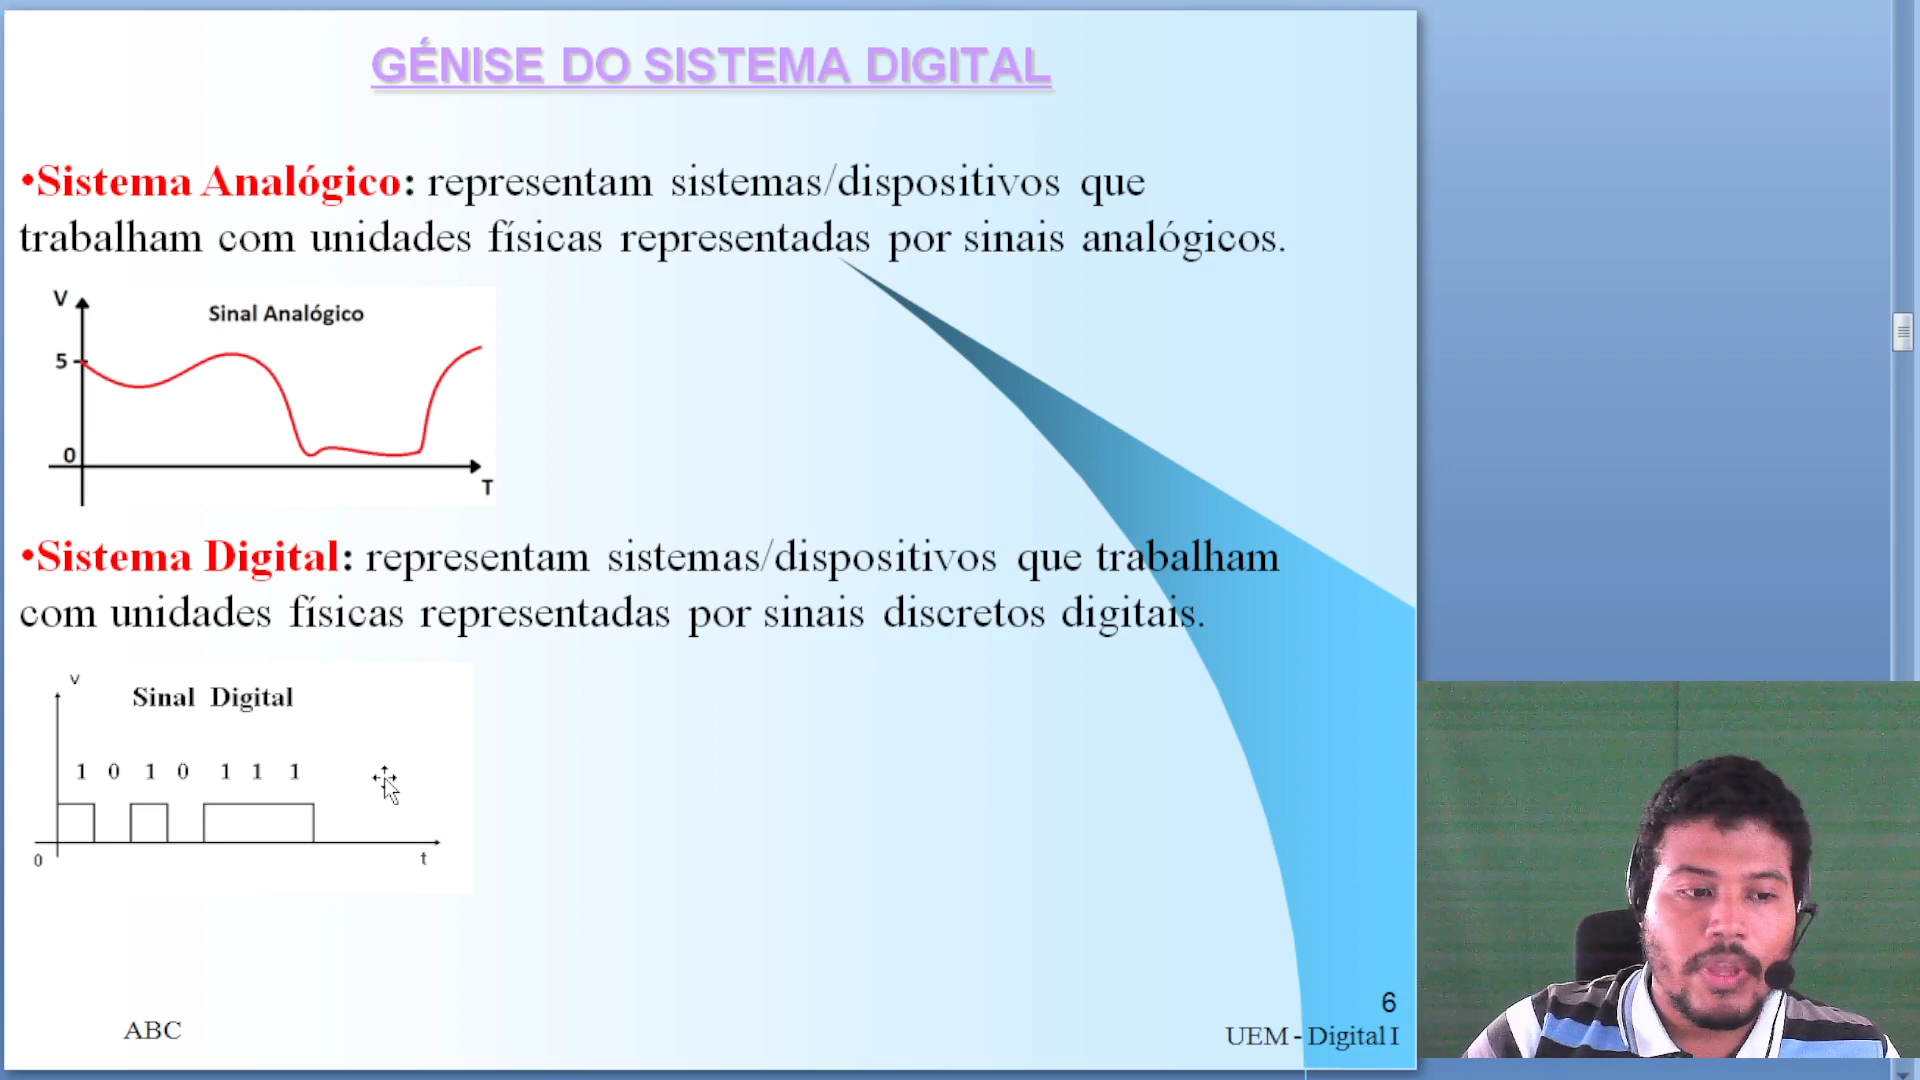 GÉNISE DO SISTEMA DIGITAL
•Sistema Analógico: representam sistemas/dispositivos que
trabalham com unidades físicas representadas por sinais analógicos.
V
Sinal Analógico
5
0
T
•Sistema Digital: representam sistemas/dispositivos que trabalham
com unidades físicas representadas por sinais discretos digitais.
V
Sinal Digital
1 0 1 0 1 1 1
0
t
6
ABC
UEM - Digital I